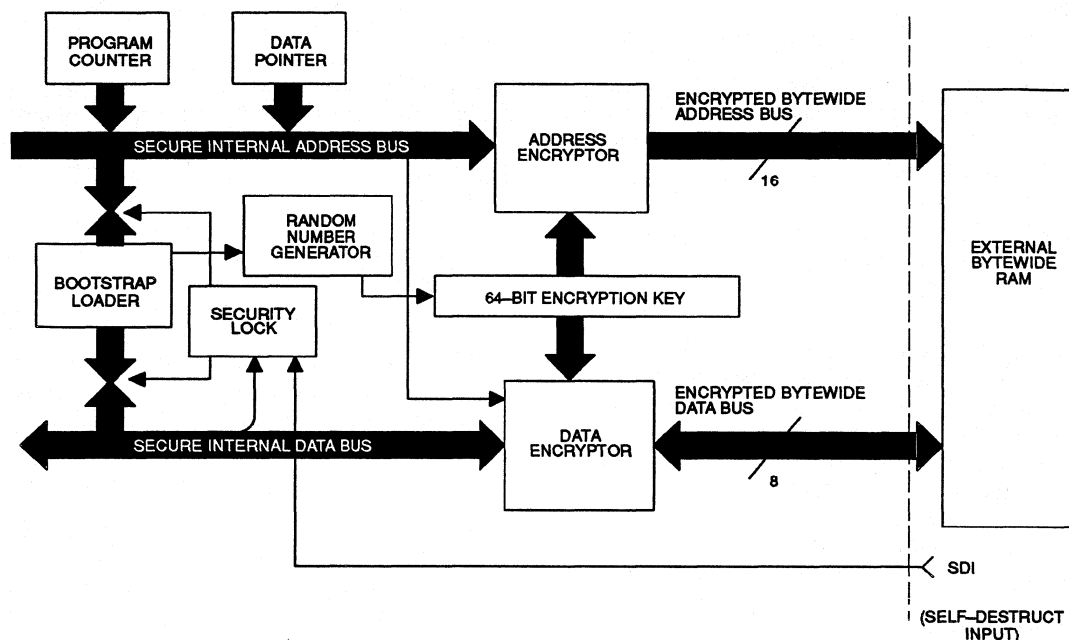 PROGRAM
COUNTER
DATA
POINTER
SECURE INTERNAL ADDRESS BUS
ADDRESS
ENCRYPTOR
ENCRYPTED BYTEWIDE
ADDRESS BUS
16
EXTERNAL
BYTEWIDE
RAM
RANDOM
NUMBER
GENERATOR
BOOTSTRAP
LOADER
SECURITY
LOCK
64–BIT ENCRYPTION KEY
ENCRYPTED BYTEWIDE
DATA BUS
8
SECURE INTERNAL DATA BUS
DATA
ENCRYPTOR
SDI
(SELF–DESTRUCT
INPUT)